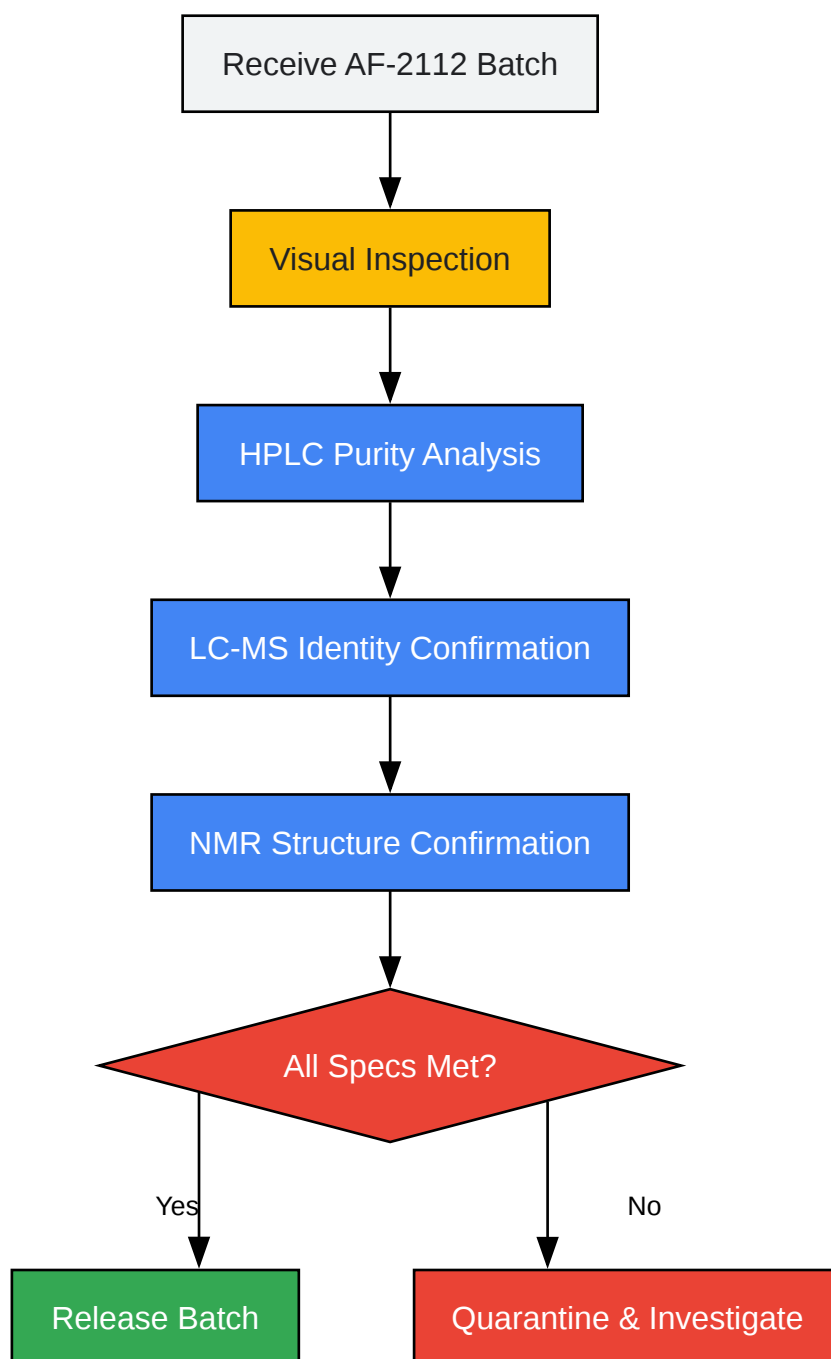 Receive AF-2112 Batch
Visual Inspection
HPLC Purity Analysis
LC-MS Identity Confirmation
NMR Structure Confirmation
All Specs Met?
Yes
No
Release Batch
Quarantine & Investigate